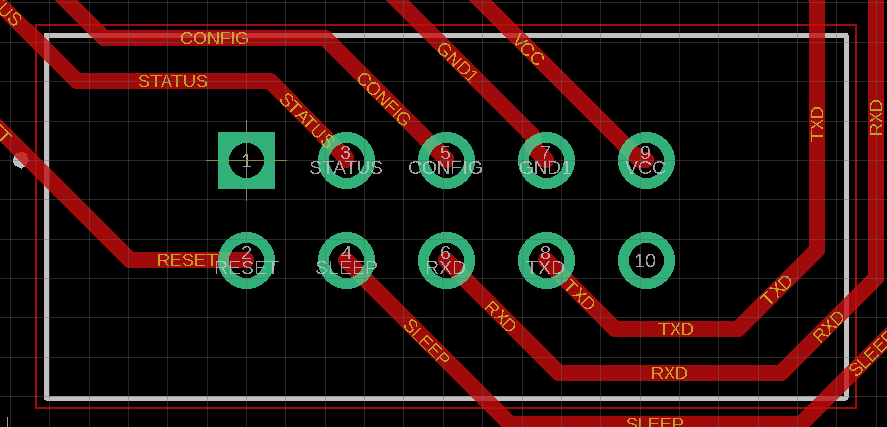 US
CONFIG
GND1
VCC
STATUS
CONFIG
STATUS
TXD
RXD
T
1
3
STATUS
5
CONFIG
7
GND1
9
VCC
RESET
2
RESET
4
SLEEP
6
RXD
8
TXD
10
TXD
TXD
SLEEP
RXD
TXD
RXD
SLEEP
RXD
SLEEP